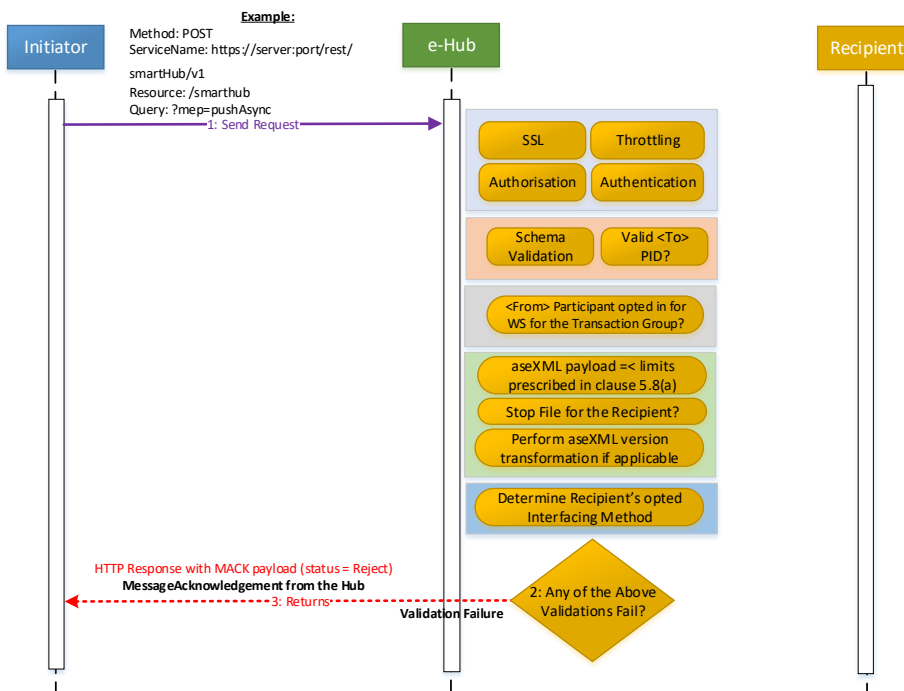 Example:
Method: POST
ServiceName: https://server:port/rest/
smartHub/v1
Resource: /smarthub
Query: ?mep=pushAsync
Initiator
e-Hub
Recipient
1: Send Request
SSL
Throttling
Authorisation
Authentication
Schema
Validation
Valid <To>
PID?
<From> Participant opted in for
WS for the Transaction Group?
aseXML payload =< limits
prescribed in clause 5.8(a)
Stop File for the Recipient?
Perform aseXML version
transformation if applicable
Determine Recipient's opted
Interfacing Method
HTTP Response with MACK payload (status = Reject)
MessageAcknowledgement from the Hub
3: Returns
Validation Failure
2: Any of the Above
Validations Fail?